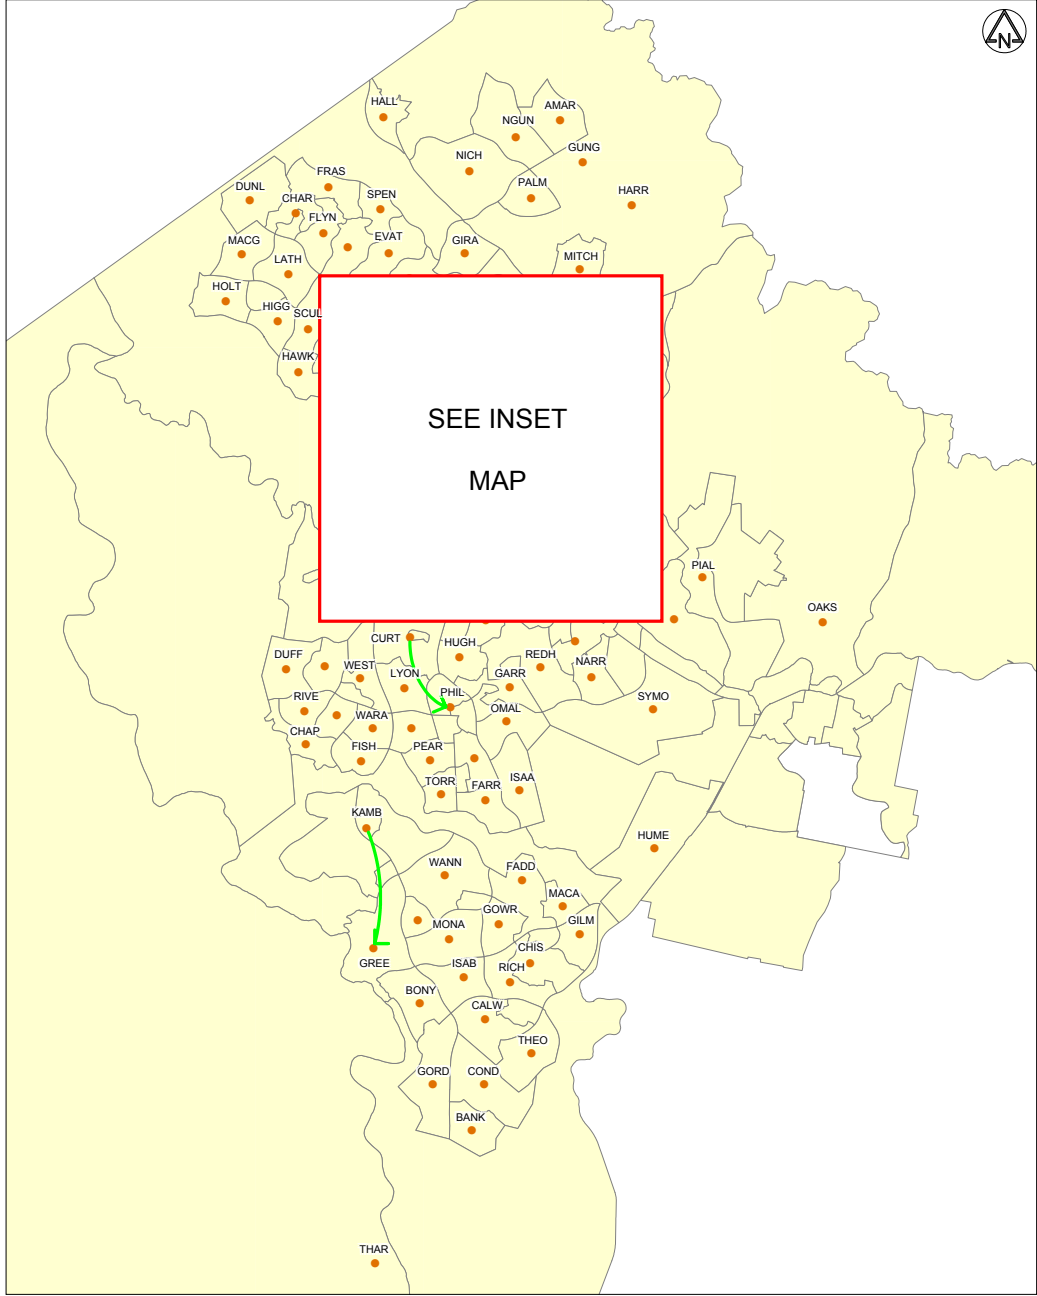 N
HALL
AMAR
NGUN
GUNG
NICH
FRAS
PALM
DUNL
SPEN
HARR
CHAR
FLYN
MACG
EVAT
GIRA
LATH
MITCH
HOLT
HIGG
SCUL
HAWK
SEE INSET
MAP
PIAL
OAKS
CURT
HUGH
DUFF
WEST
REDH
NARR
LYON
GARR
PHIL
RIVE
SYMO
WARA
OMAL
CHAP
FISH
PEAR
TORR
FARR
ISAA
KAMB
HUME
WANN
FADD
MACA
GOWR
GILM
MONA
CHIS
GREE
ISAB
RICH
BONY
CALW
THEO
GORD
COND
BANK
THAR